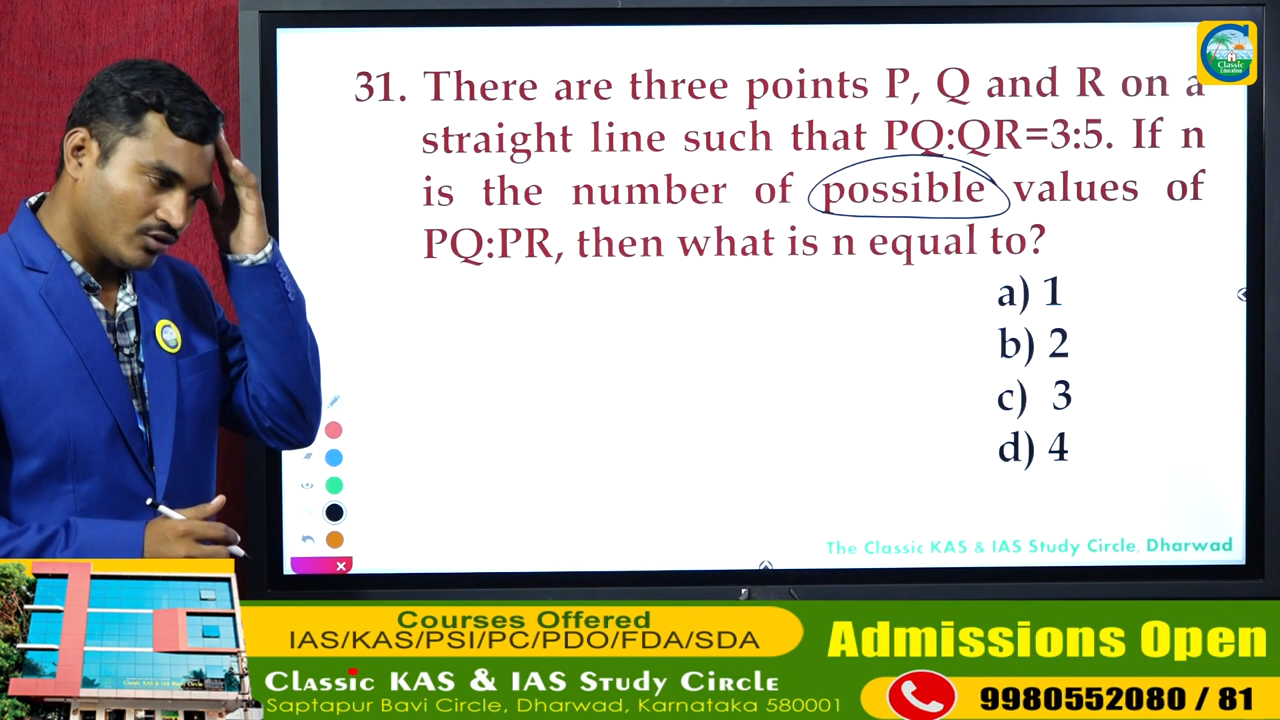 31. There are three points P, Q and R on a
straight line such that PQ:QR=3:5. If n
is the number of possible values of
PQ:PR, then what is n equal to?
a) 1
b) 2
c) 3
d) 4
Classic
Education
The Classic KAS & IAS Study Circle, Dharwad
Courses Offered
IAS/KAS/PSI/PC/PDO/FDA/SDA
Classic KAS & IAS Study Circle
Saptapur Bavi Circle, Dharwad, Karnataka 580001
Admissions Open
9980552080 / 81